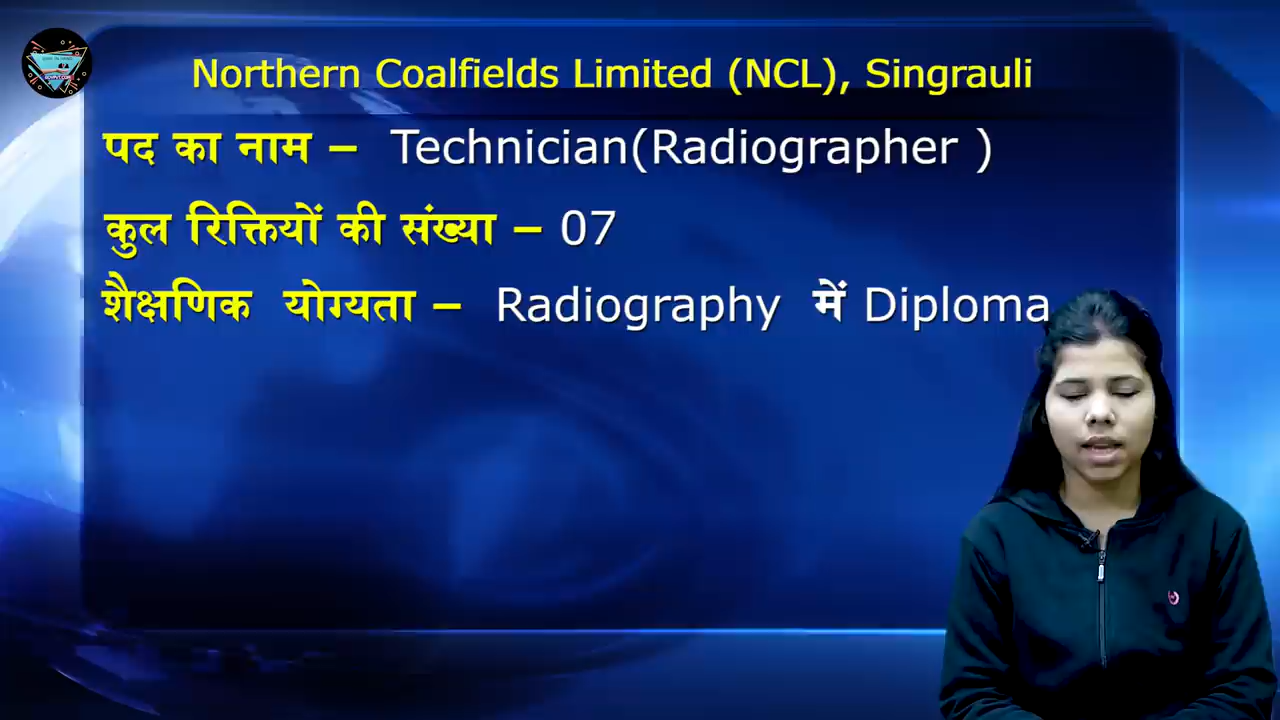 Northern Coalfields Limited (NCL), Singrauli
पद का नाम – Technician(Radiographer )
कुल रिक्तियों की संख्या – 07
शैक्षणिक योग्यता – Radiography में Diploma